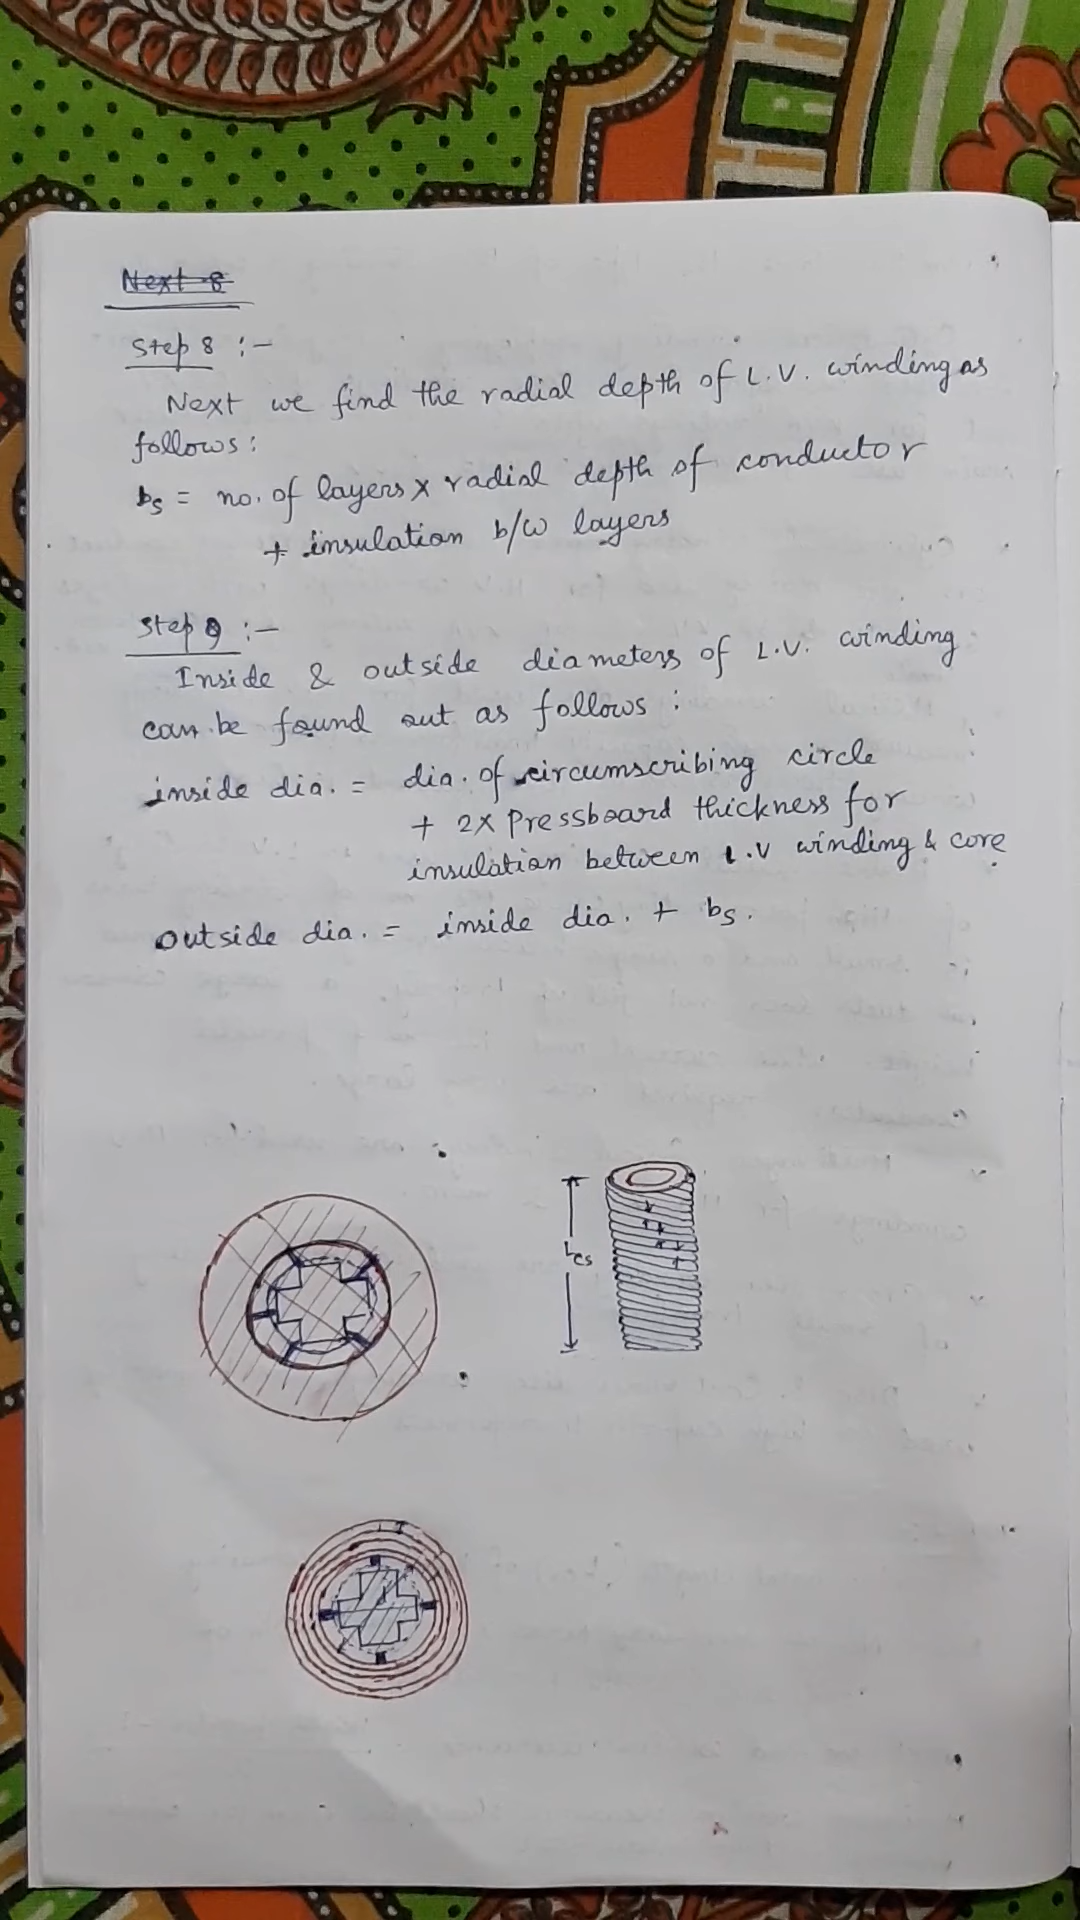 Next 8
Step 8 :-
Next we find the radial depth of L.V. winding as
follows:
bs = no. of layers x radial depth of conductor
+ insulation b/w layers
Step 9 :-
Inside & outside diameters of L.V. winding
can be found out as follows:
inside dia. = dia. of circumscribing circle
+ 2x Pressboard thickness for
insulation between L.V winding & core
outside dia. = inside dia. + bs.
Lcs